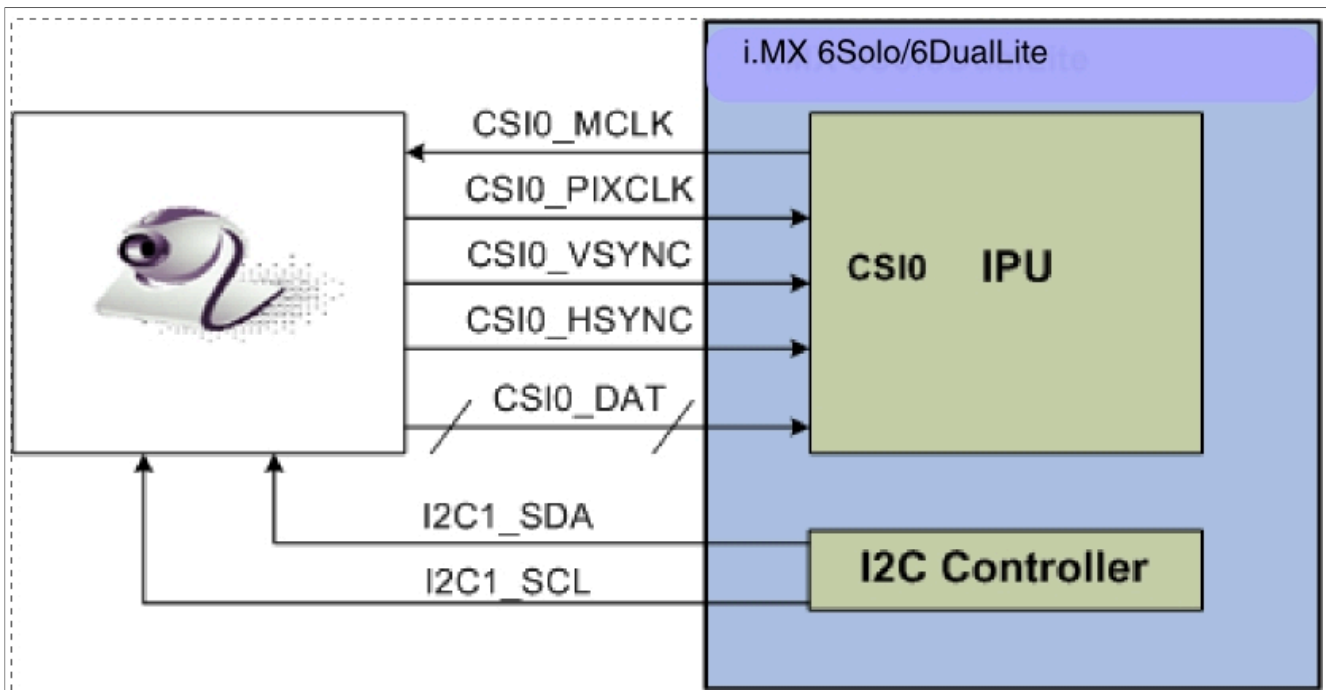 i.MX 6Solo/6DualLite
CSI0_MCLK
CSI0_PIXCLK
CSI0_VSYNC
CSI0 IPU
CSI0_HSYNC
CSI0_DAT
I2C1_SDA
I2C Controller
I2C1_SCL